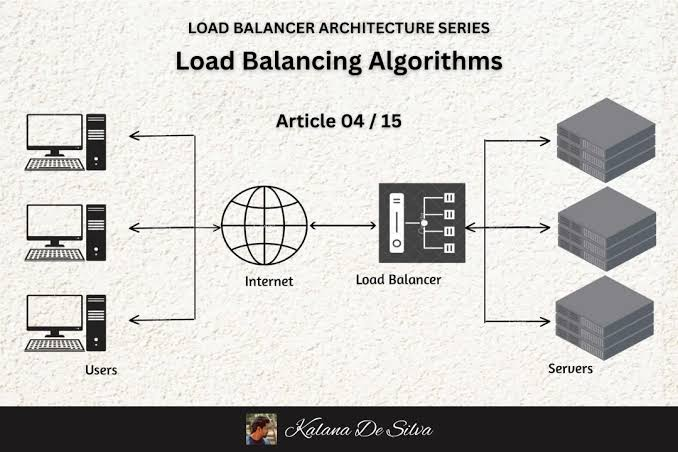 LOAD BALANCER ARCHITECTURE SERIES
Load Balancing Algorithms
Article 04 / 15
Internet
Load Balancer
Users
Servers
Kalana De Silva